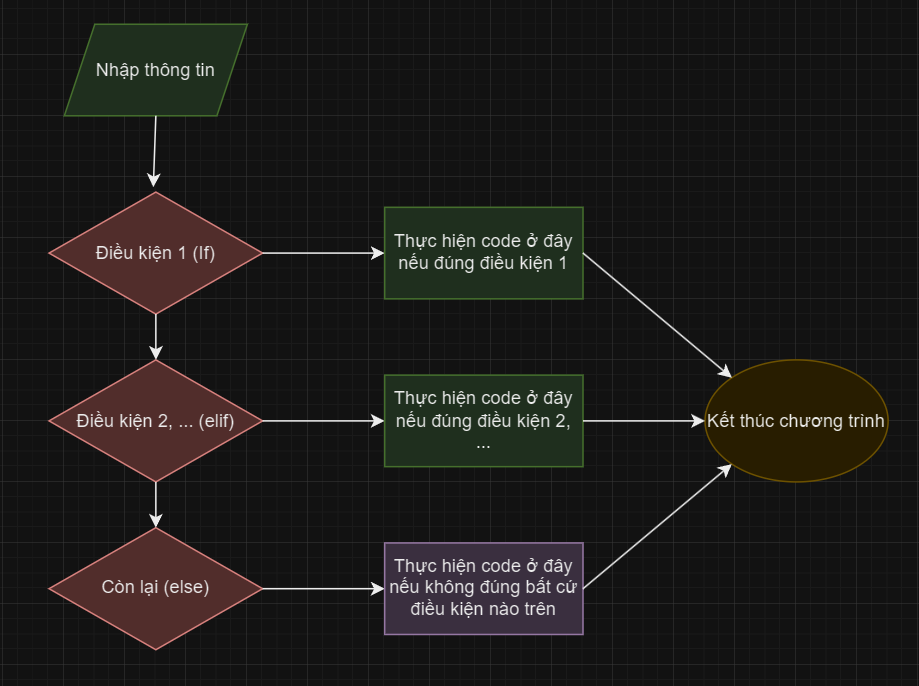 Nhập thông tin
Điều kiện 1 (If)
Thực hiện code ở đây
nếu đúng điều kiện 1
Điều kiện 2, ... (elif)
Thực hiện code ở đây
nếu đúng điều kiện 2,
...
Kết thúc chương trình
Còn lại (else)
Thực hiện code ở đây
nếu không đúng bất cứ
điều kiện nào trên